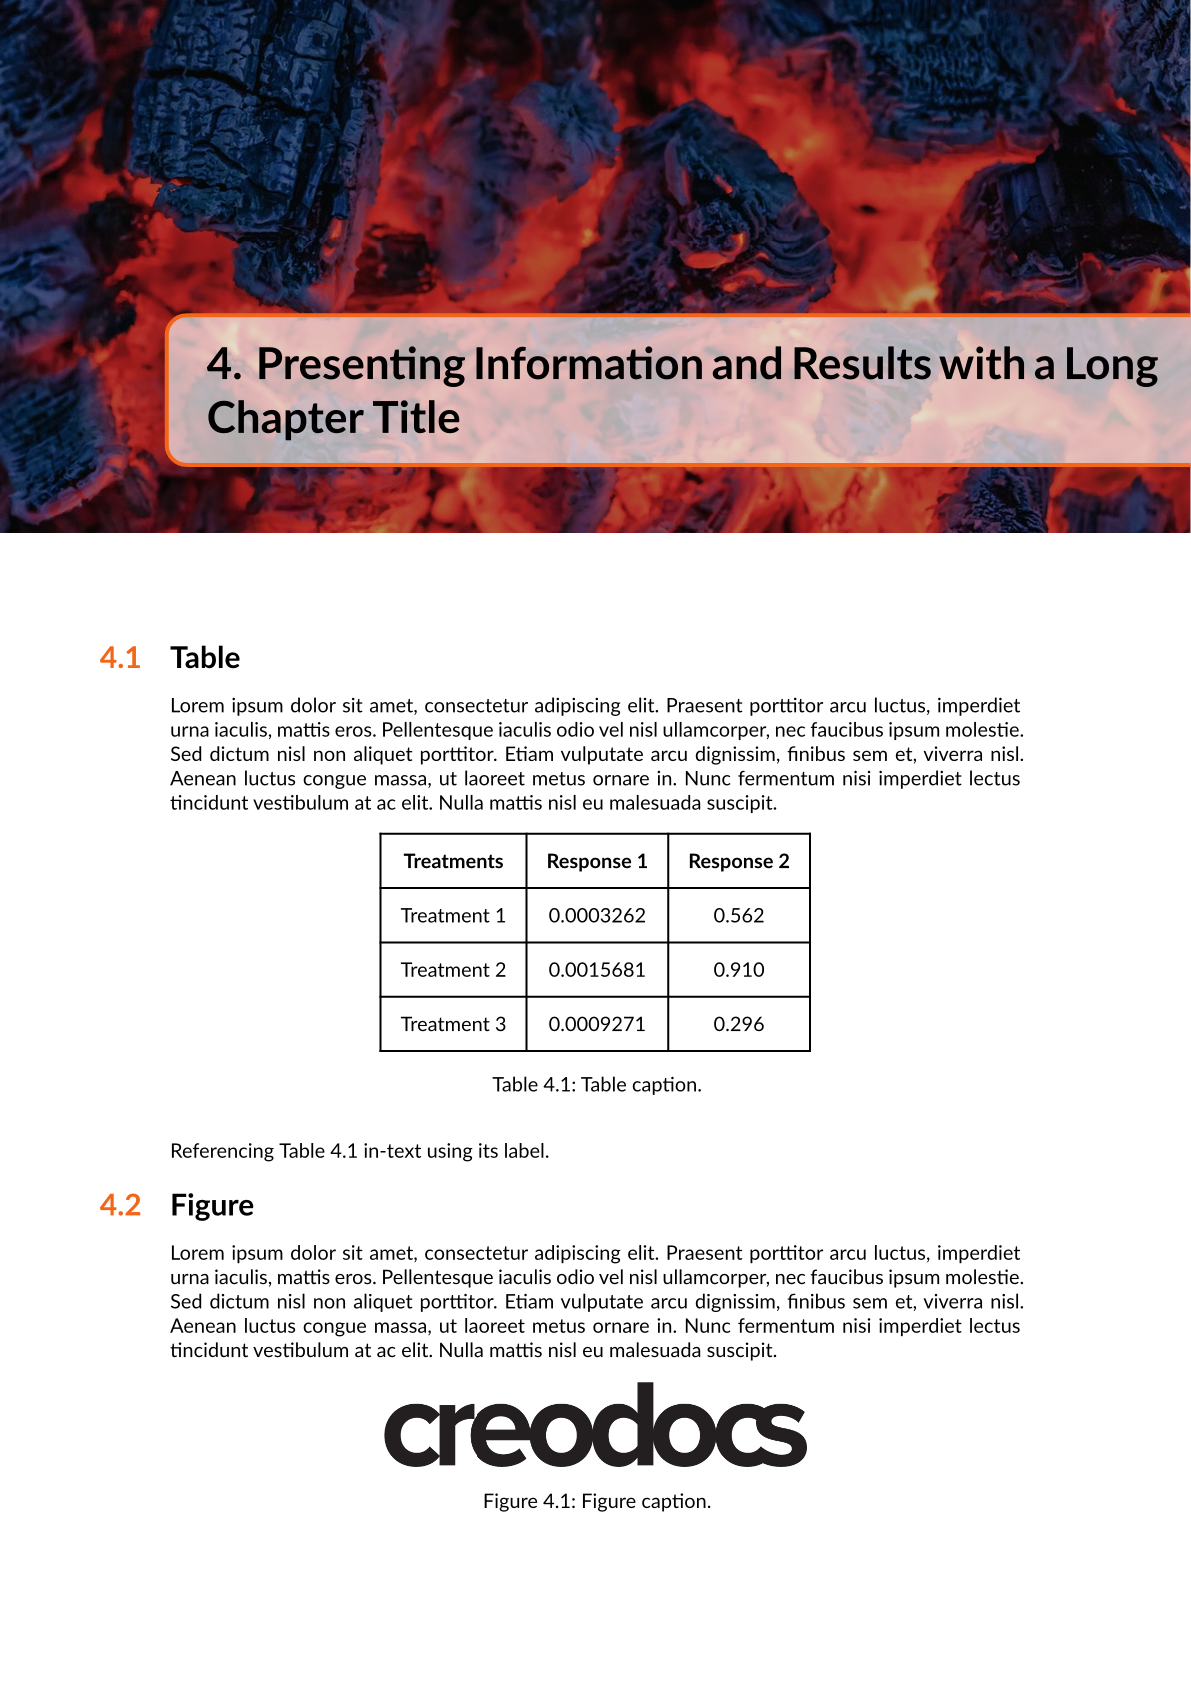 4. Presenting Information and Results with a Long
Chapter Title
4.1 Table
Lorem ipsum dolor sit amet, consectetur adipiscing elit. Praesent porttitor arcu luctus, imperdiet
urna iaculis, mattis eros. Pellentesque iaculis odio vel nisl ullamcorper, nec faucibus ipsum molestie.
Sed dictum nisl non aliquet porttitor. Etiam vulputate arcu dignissim, finibus sem et, viverra nisl.
Aenean luctus congue massa, ut laoreet metus ornare in. Nunc fermentum nisi imperdiet lectus
tincidunt vestibulum at ac elit. Nulla mattis nisl eu malesuada suscipit.
Treatments Response 1 Response 2
Treatment 1 0.0003262 0.562
Treatment 2 0.0015681 0.910
Treatment 3 0.0009271 0.296
Table 4.1: Table caption.
Referencing Table 4.1 in-text using its label.
4.2 Figure
Lorem ipsum dolor sit amet, consectetur adipiscing elit. Praesent porttitor arcu luctus, imperdiet
urna iaculis, mattis eros. Pellentesque iaculis odio vel nisl ullamcorper, nec faucibus ipsum molestie.
Sed dictum nisl non aliquet porttitor. Etiam vulputate arcu dignissim, finibus sem et, viverra nisl.
Aenean luctus congue massa, ut laoreet metus ornare in. Nunc fermentum nisi imperdiet lectus
tincidunt vestibulum at ac elit. Nulla mattis nisl eu malesuada suscipit.
creodocs
Figure 4.1: Figure caption.